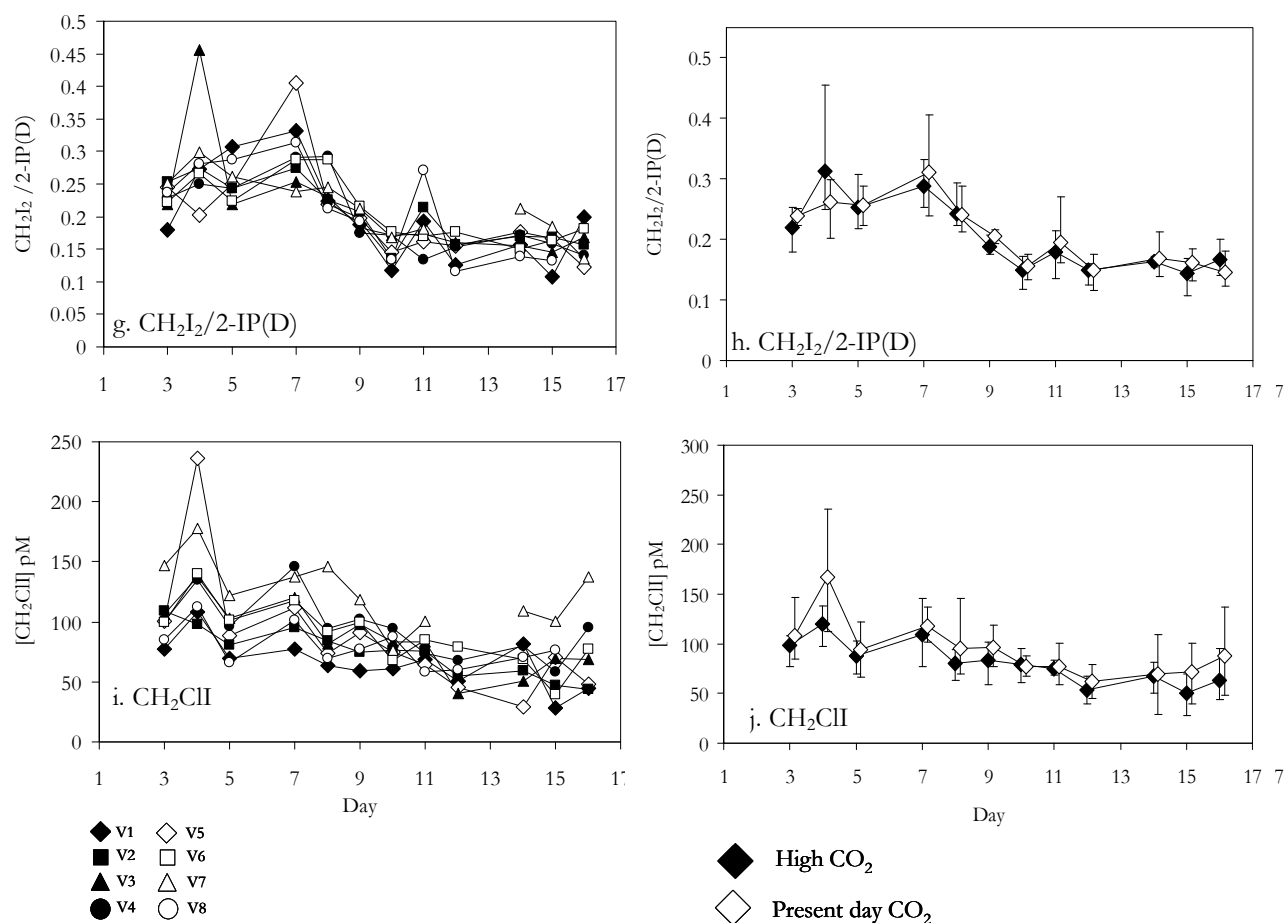 0.5
0.45
0.4
0.35
0.3
0.25
0.2
0.15
0.1
0.05
0
CH₂I₂ /2-IP(D)
g. CH₂I₂/2-IP(D)
1 3 5 7 9 11 13 15 17
0.5
0.4
0.3
0.2
0.1
0
CH₂I₂/2-IP(D)
h. CH₂I₂/2-IP(D)
1 3 5 7 9 11 13 15 17 7
250
200
150
100
50
0
[CH₂ClI] pM
i. CH₂ClI
1 3 5 7 9 11 13 15 17
Day
300
250
200
150
100
50
0
[CH₂ClI] pM
j. CH₂ClI
1 3 5 7 9 11 13 15 17 7
Day
V1 V5
V2 V6
V3 V7
V4 V8
High CO₂
Present day CO₂